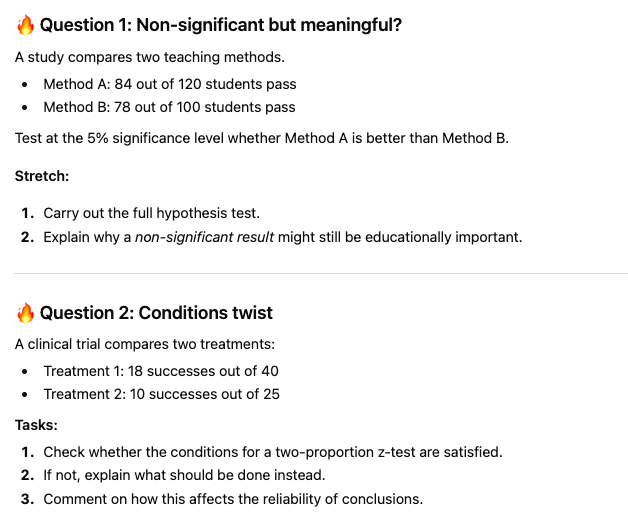 🔥 Question 1: Non-significant but meaningful?
A study compares two teaching methods.
• Method A: 84 out of 120 students pass
• Method B: 78 out of 100 students pass
Test at the 5% significance level whether Method A is better than Method B.
Stretch:
1. Carry out the full hypothesis test.
2. Explain why a non-significant result might still be educationally important.
🔥 Question 2: Conditions twist
A clinical trial compares two treatments:
• Treatment 1: 18 successes out of 40
• Treatment 2: 10 successes out of 25
Tasks:
1. Check whether the conditions for a two-proportion z-test are satisfied.
2. If not, explain what should be done instead.
3. Comment on how this affects the reliability of conclusions.